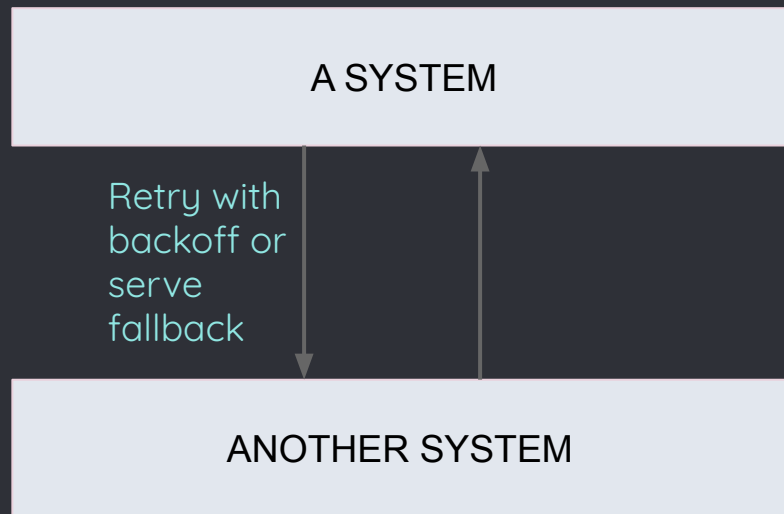 A SYSTEM
Retry with
backoff or
serve
fallback
ANOTHER SYSTEM